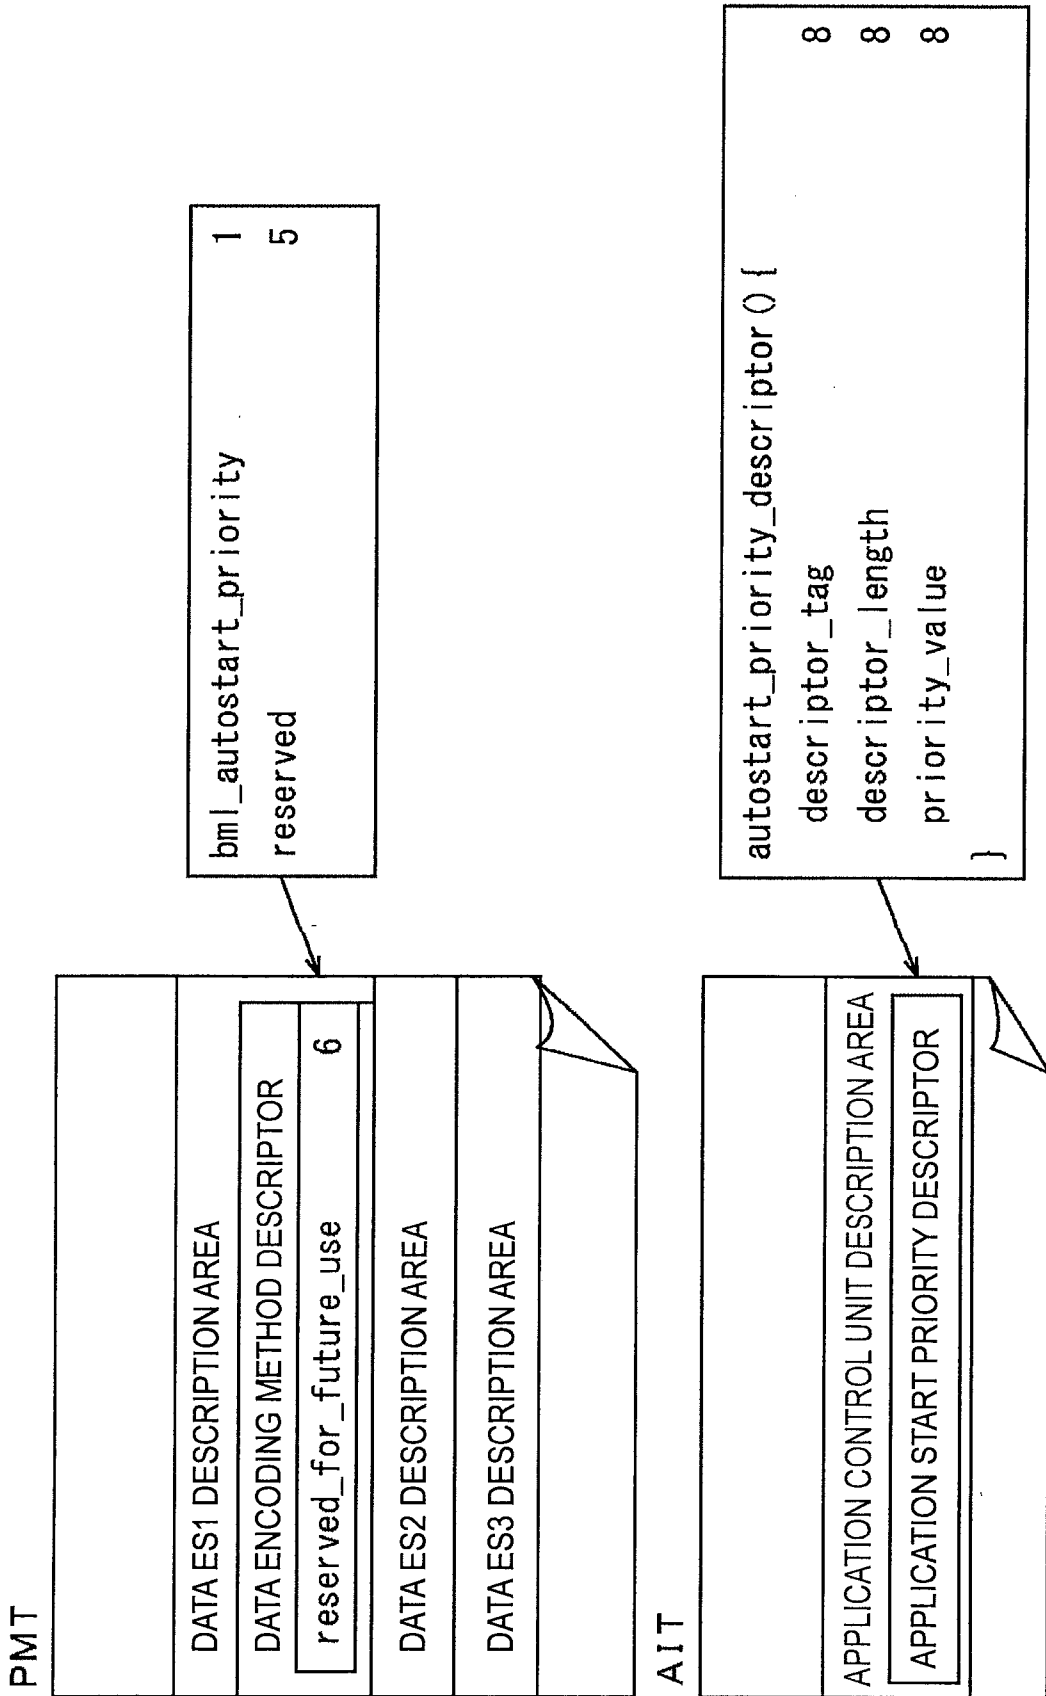 PMT
DATA ES1 DESCRIPTION AREA
DATA ENCODING METHOD DESCRIPTOR
reserved_for_future_use 6
DATA ES2 DESCRIPTION AREA
DATA ES3 DESCRIPTION AREA
bml_autostart_priority 1
reserved 5
AIT
APPLICATION CONTROL UNIT DESCRIPTION AREA
APPLICATION START PRIORITY DESCRIPTOR
autostart_priority_descriptor () {
descriptor_tag 8
descriptor_length 8
priority_value 8
}